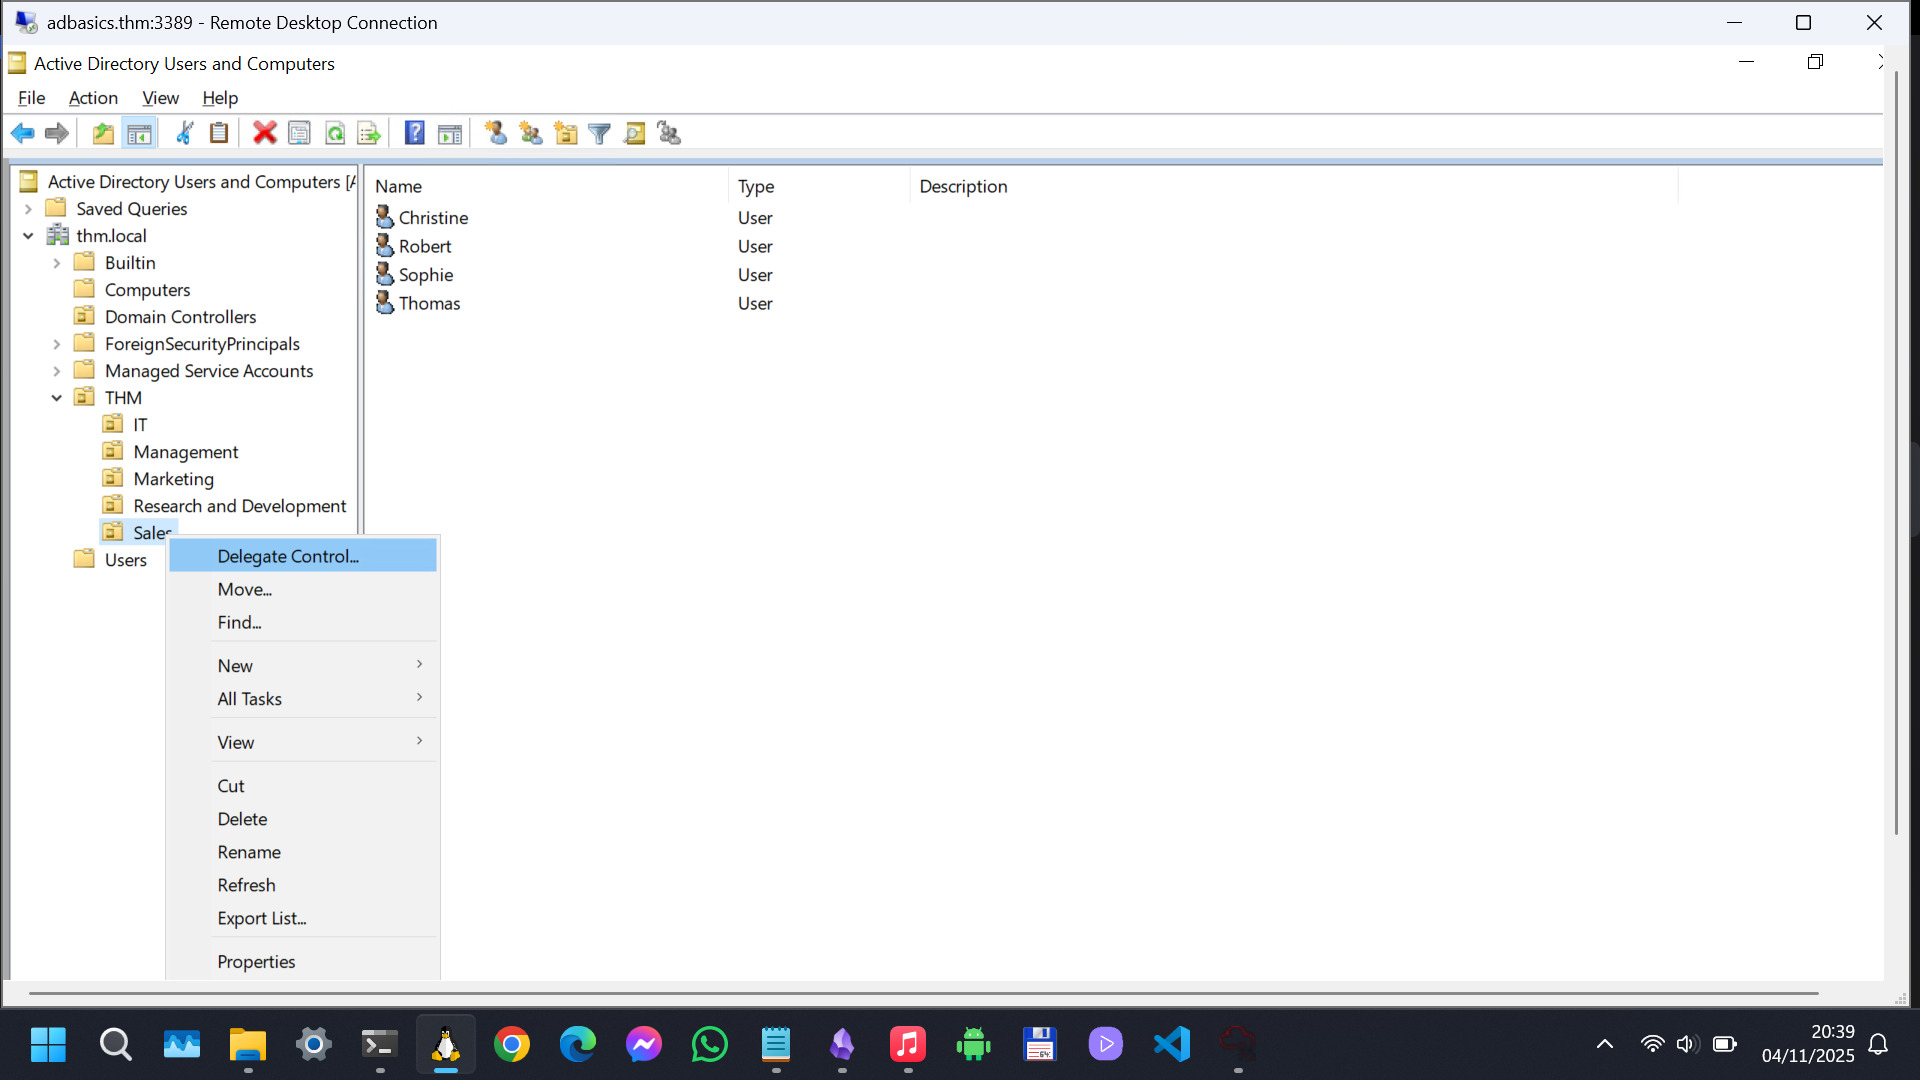 adbasics.thm:3389 - Remote Desktop Connection
Active Directory Users and Computers
File Action View Help
Active Directory Users and Computers [A
Saved Queries
thm.local
Builtin
Computers
Domain Controllers
ForeignSecurityPrincipals
Managed Service Accounts
THM
IT
Management
Marketing
Research and Development
Sales
Users
Name Type Description
Christine User
Robert User
Sophie User
Thomas User
Delegate Control...
Move...
Find...
New
All Tasks
View
Cut
Delete
Rename
Refresh
Export List...
Properties
64
20:39
04/11/2025